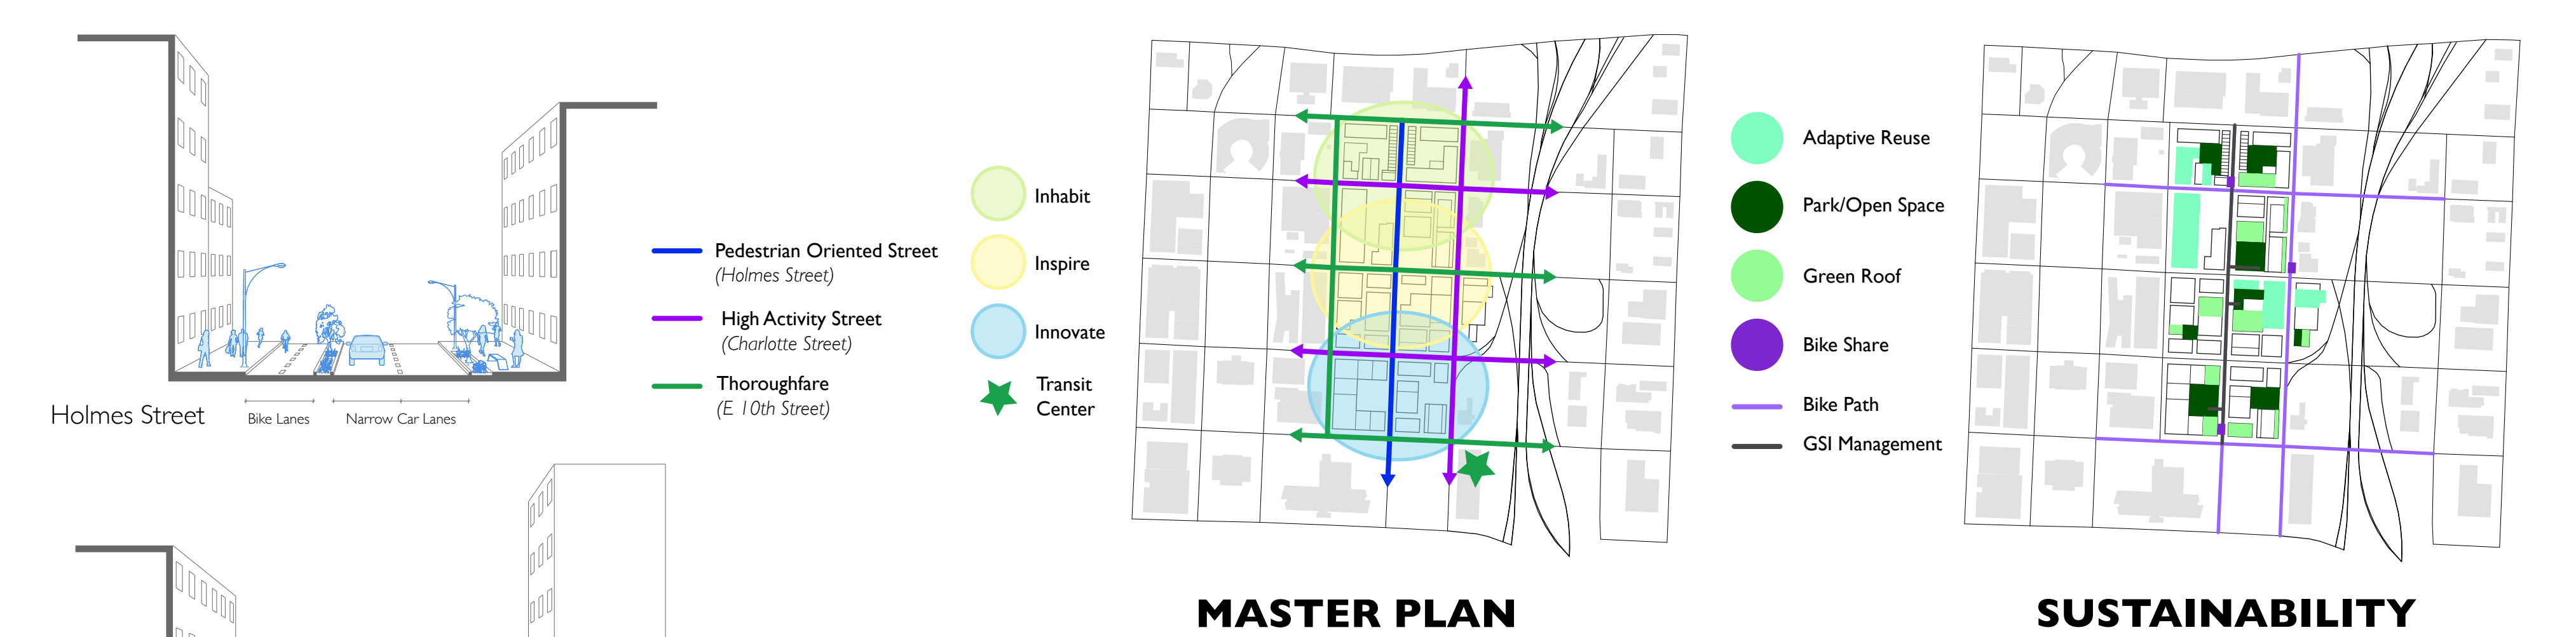 Holmes Street
Bike Lanes
Narrow Car Lanes
Pedestrian Oriented Street
(Holmes Street)
High Activity Street
(Charlotte Street)
Thoroughfare
(E 10th Street)
Inhabit
Inspire
Innovate
Transit
Center
MASTER PLAN
Adaptive Reuse
Park/Open Space
Green Roof
Bike Share
Bike Path
GSI Management
SUSTAINABILITY